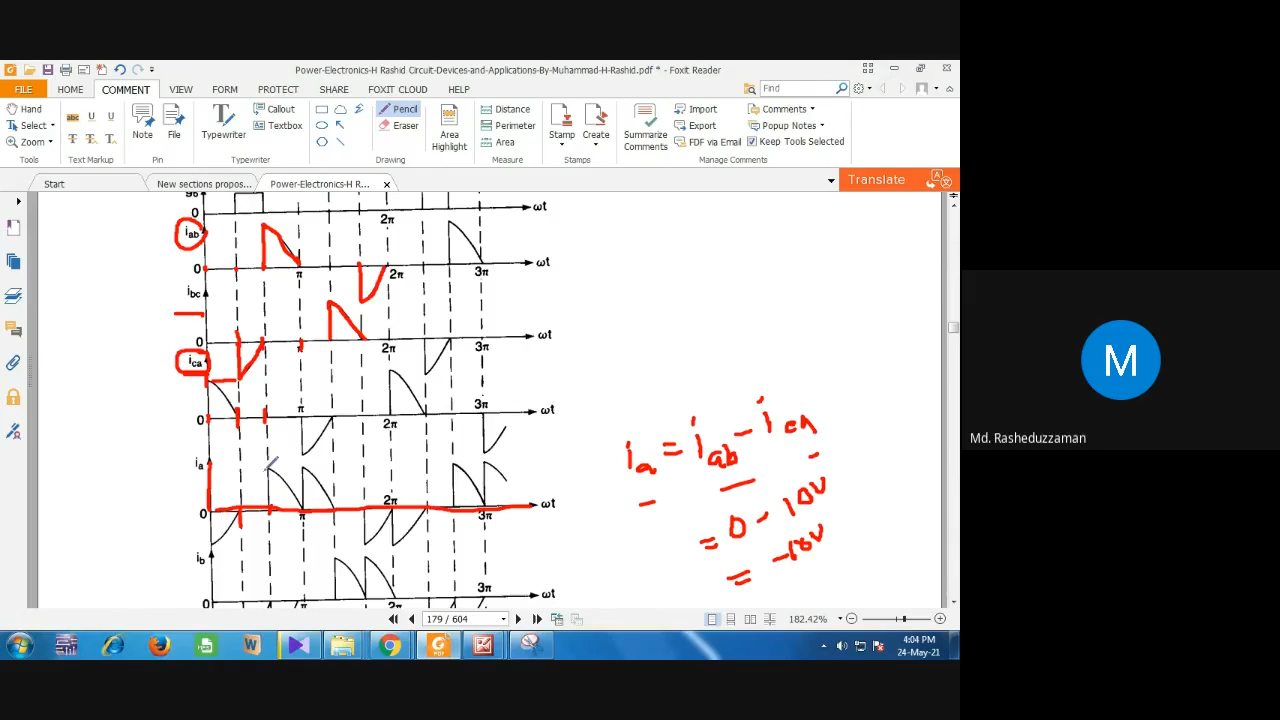 Power-Electronics-H Rashid Circuit-Devices-and-Applications-By-Muhammad-H-Rashid.pdf * - Foxit Reader
FILE HOME COMMENT VIEW FORM PROTECT SHARE FOXIT CLOUD HELP Find
Hand
Select
Zoom
Tools
Text Markup
Note
File
Pin
Typewriter
Callout
Textbox
Typewriter
Pencil
Eraser
Area Highlight
Drawing
Distance
Perimeter
Area
Measure
Stamp
Create
Stamps
Summarize Comments
Import
Export
FDF via Email
Comments
Popup Notes
Keep Tools Selected
Manage Comments
Start New sections propos... Power-Electronics-H R... Translate
0 2π ωt
iab
0 π 2π 3π ωt
ibc
0 π 2π 3π ωt
ica
0 π 2π 3π ωt
ia
0 π 2π 3π ωt
ib
0 π 2π 3π ωt
ia = iab - ica
= 0 - 10V
= -10V
M
Md. Rasheduzzaman
179 / 604 182.42%
4:04 PM
24-May-21